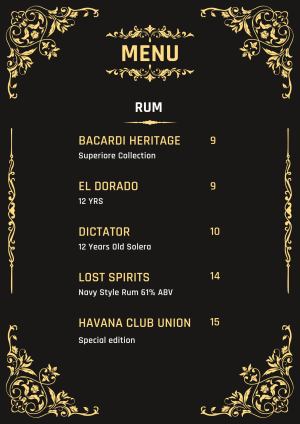 MENU
RUM
BACARDI HERITAGE 9
Superiore Collection
EL DORADO 9
12 YRS
DICTATOR 10
12 Years Old Solera
LOST SPIRITS 14
Navy Style Rum 61% ABV
HAVANA CLUB UNION 15
Special edition